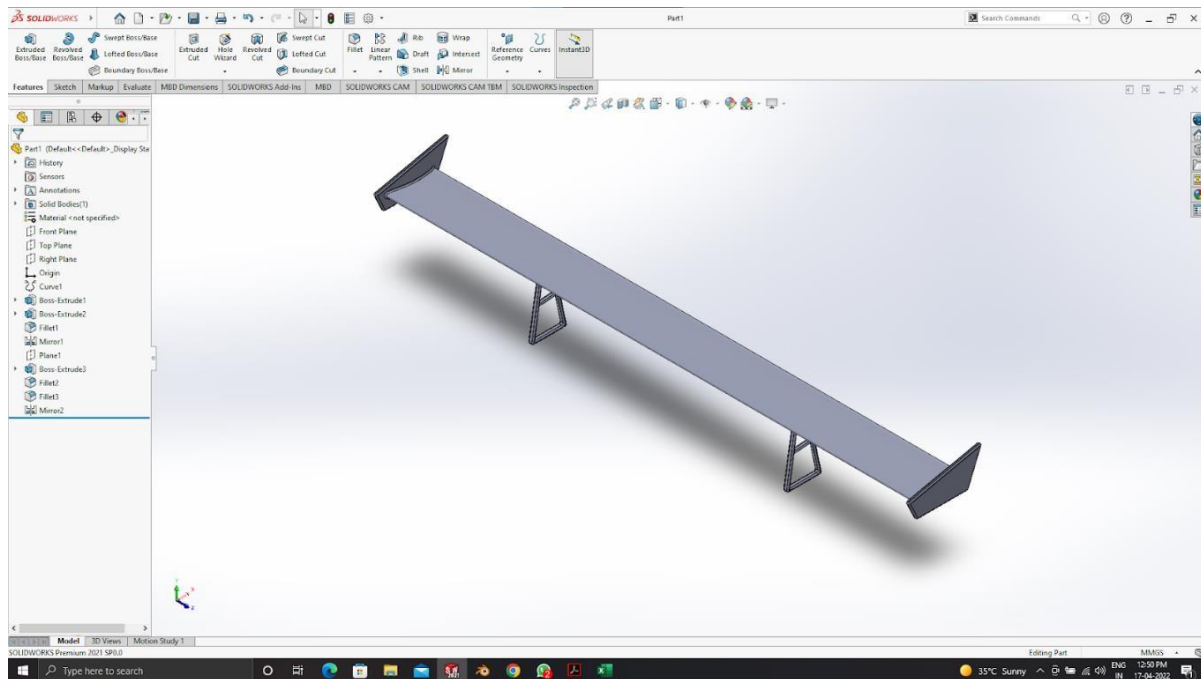 SOLIDWORKS
Part1
Search Commands
Extruded Boss/Base
Revolved Boss/Base
Swept Boss/Base
Lofted Boss/Base
Boundary Boss/Base
Extruded Cut
Hole Wizard
Revolved Cut
Swept Cut
Lofted Cut
Boundary Cut
Fillet
Linear Pattern
Rib
Draft
Shell
Wrap
Intersect
Mirror
Reference Geometry
Curves
Instant3D
Features Sketch Markup Evaluate MBD Dimensions SOLIDWORKS Add-Ins MBD SOLIDWORKS CAM SOLIDWORKS CAM TBM SOLIDWORKS Inspection
Part1 (Default<<Default>_Display Sta
History
Sensors
Annotations
Solid Bodies(1)
Material <not specified>
Front Plane
Top Plane
Right Plane
Origin
Curve1
Boss-Extrude1
Boss-Extrude2
Fillet1
Mirror1
Plane1
Boss-Extrude3
Fillet2
Fillet3
Mirror2
Model 3D Views Motion Study 1
SOLIDWORKS Premium 2021 SP0.0
Editing Part
MMGS
Type here to search
35°C Sunny
ENG
IN
12:50 PM
17-04-2022